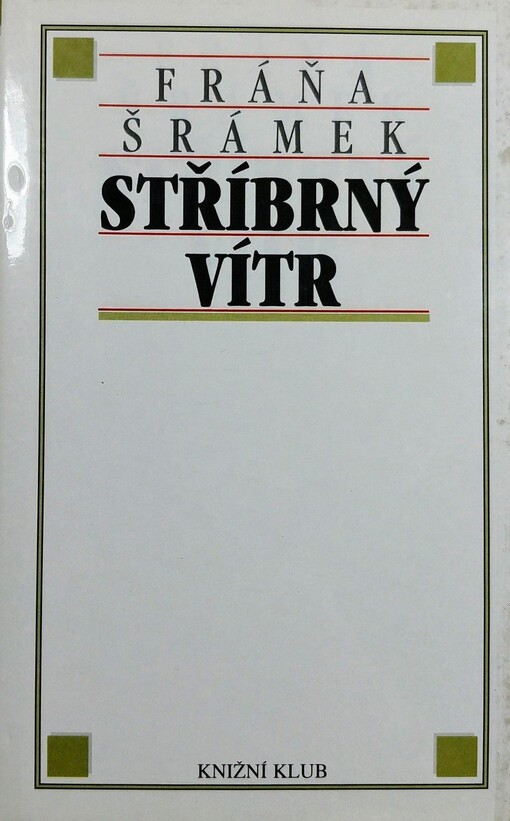 FRÁŇA
ŠRÁMEK
STŘÍBRNÝ
VÍTR
KNIŽNÍ KLUB